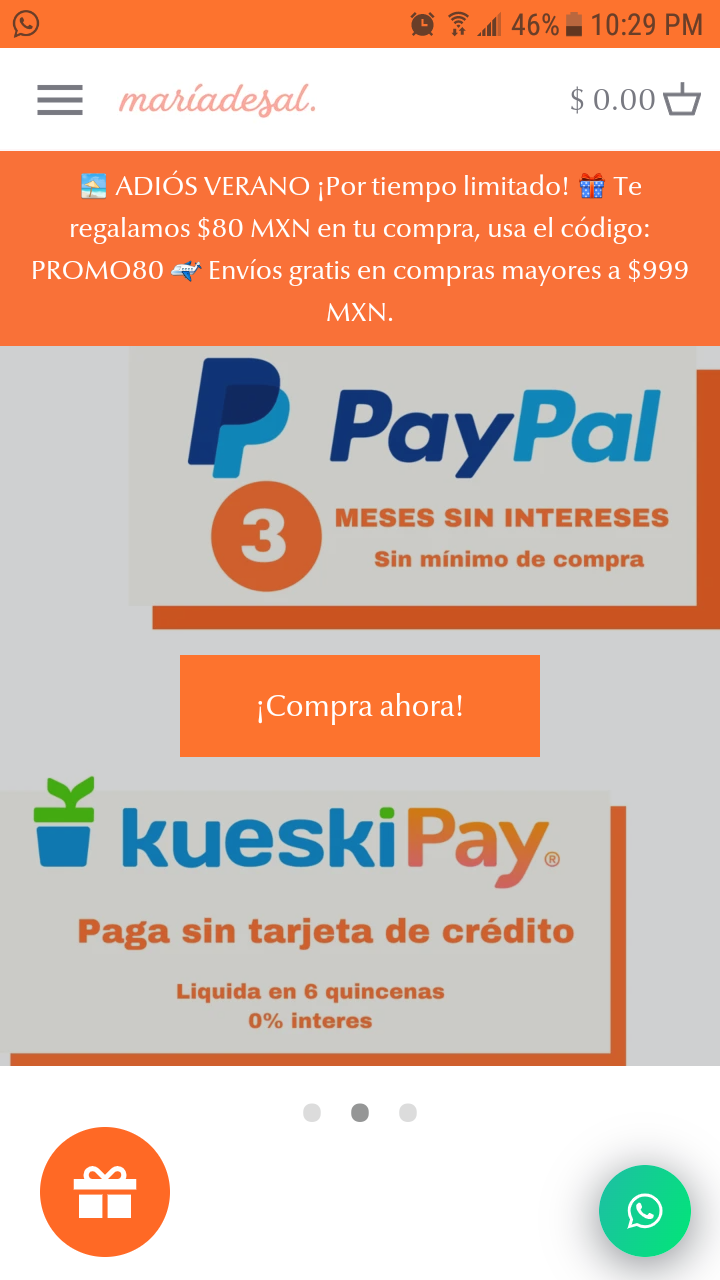 46% 10:29 PM
maríadesal.
$ 0.00
🏖 ADIÓS VERANO ¡Por tiempo limitado! 🎁 Te
regalamos $80 MXN en tu compra, usa el código:
PROMO80 🛩 Envíos gratis en compras mayores a $999
MXN.
PayPal
3
MESES SIN INTERESES
Sin mínimo de compra
¡Compra ahora!
kueski Pay®
Paga sin tarjeta de crédito
Liquida en 6 quincenas
0% interes